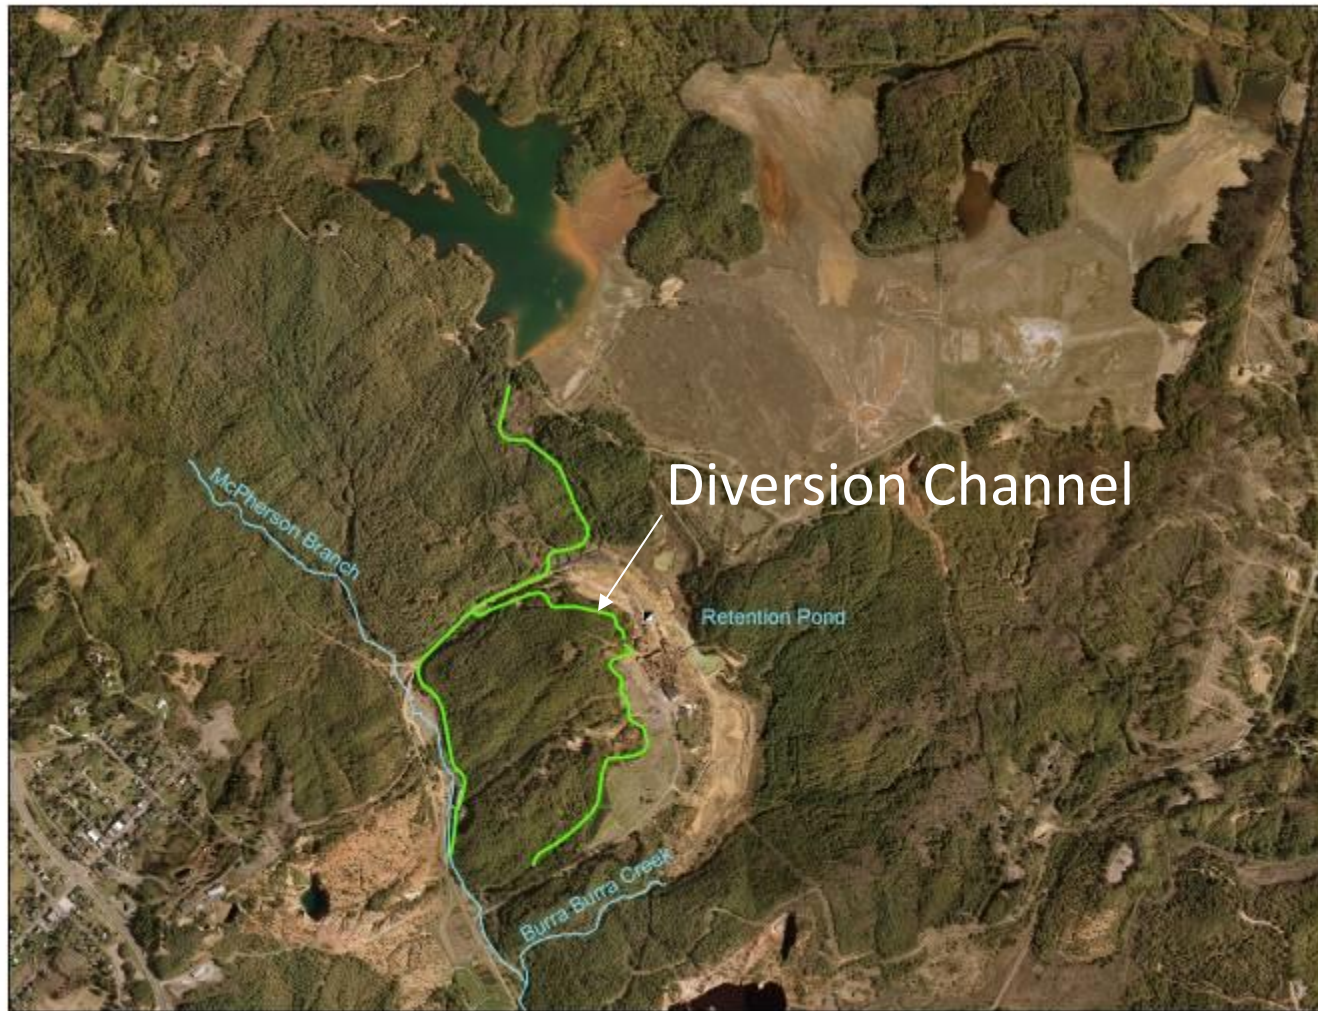 Diversion Channel
McPherson Branch
Retention Pond
Burra Burra Creek